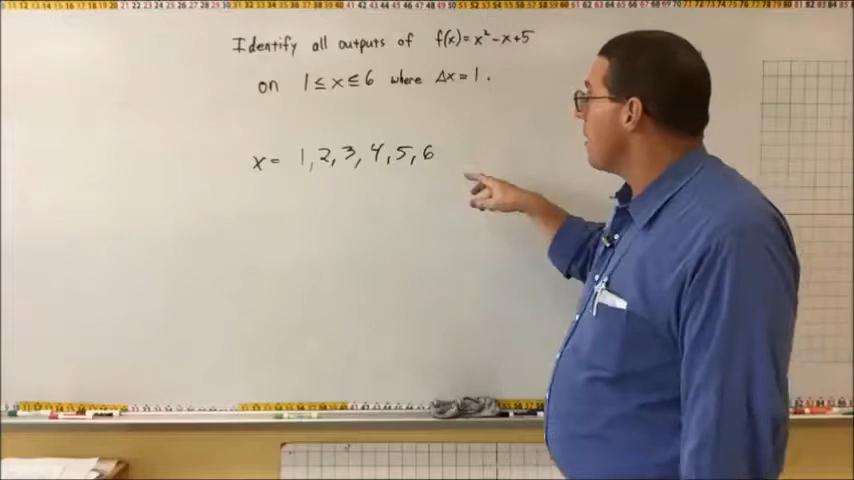 Identify all outputs of f(x)=x²-x+5
on 1≤x≤6 where Δx=1.
x= 1,2,3,4,5,6